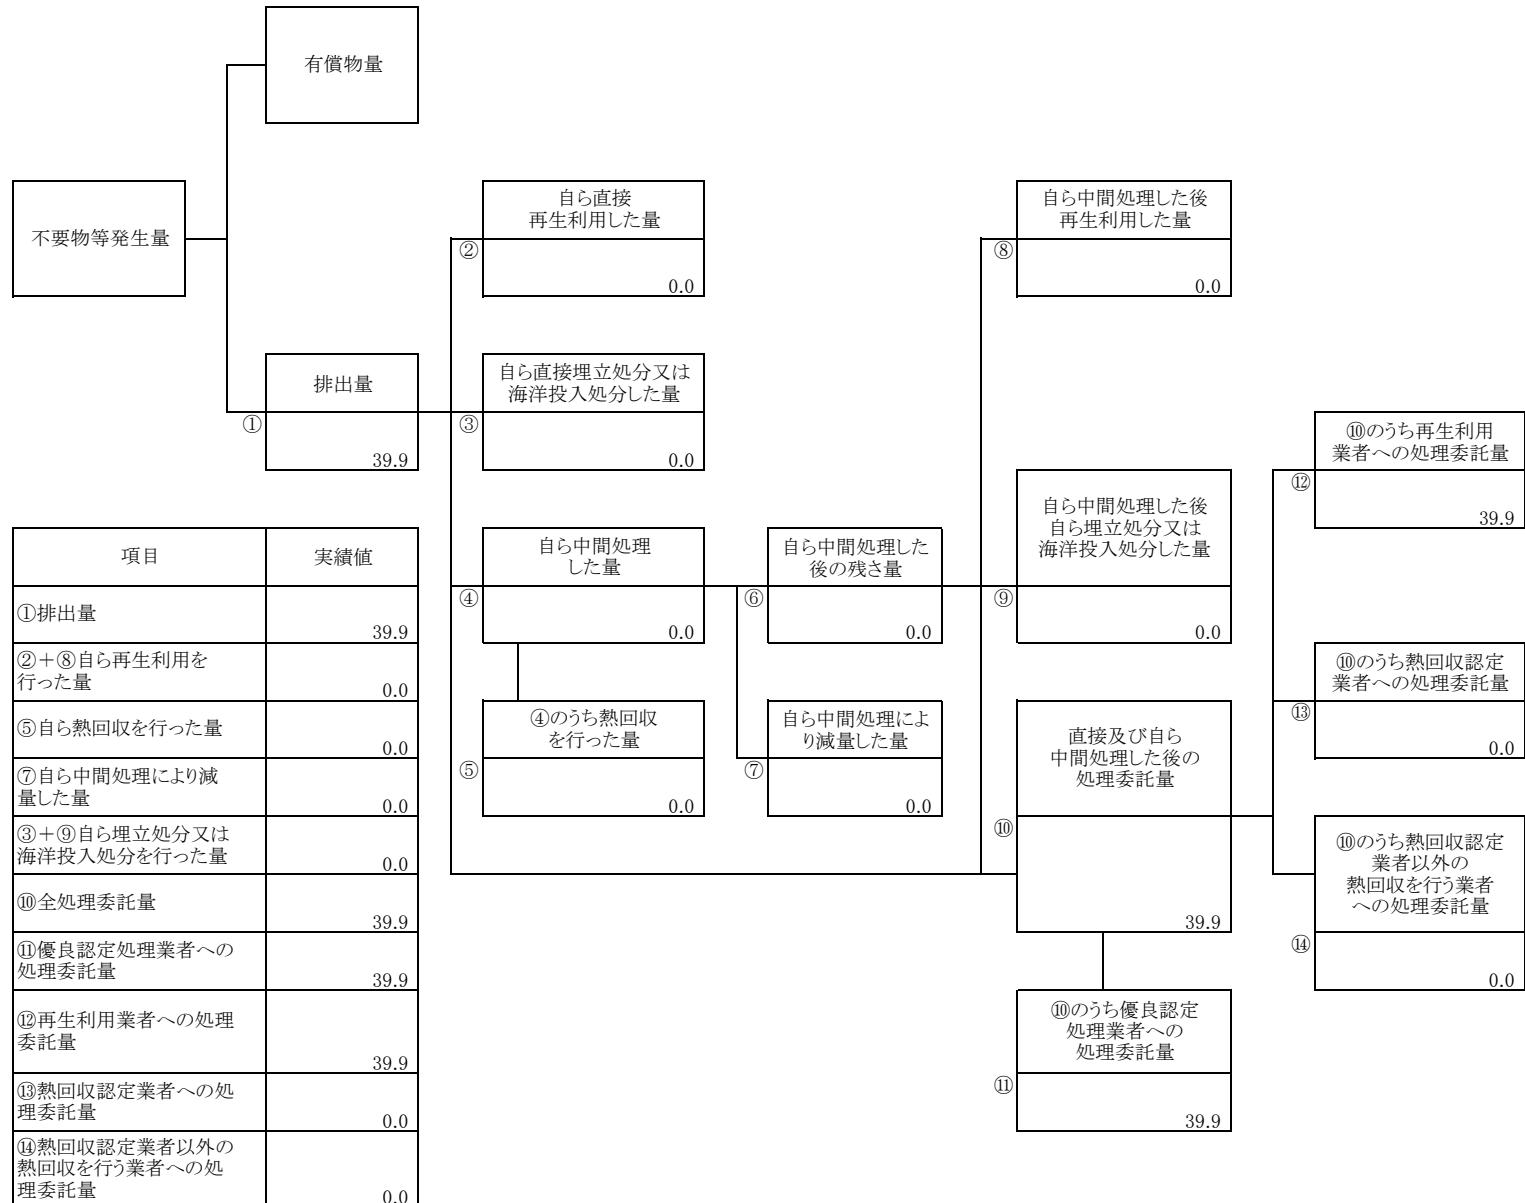 有償物量
不要物等発生量
自ら直接
再生利用した量
②
0.0
自ら中間処理した後
再生利用した量
⑧
0.0
排出量
①
39.9
自ら直接埋立処分又は
海洋投入処分した量
③
0.0
⑩のうち再生利用
業者への処理委託量
⑫
39.9
自ら中間処理
した量
④
0.0
自ら中間処理した
後の残さ量
⑥
0.0
自ら中間処理した後
自ら埋立処分又は
海洋投入処分した量
⑨
0.0
⑩のうち熱回収認定
業者への処理委託量
⑬
0.0
④のうち熱回収
を行った量
⑤
0.0
自ら中間処理によ
り減量した量
⑦
0.0
直接及び自ら
中間処理した後の
処理委託量
⑩
39.9
⑩のうち熱回収認定
業者以外の
熱回収を行う業者
への処理委託量
⑭
0.0
⑩のうち優良認定
処理業者への
処理委託量
⑪
39.9
項目 実績値
①排出量
39.9
②+⑧自ら再生利用を
行った量
0.0
⑤自ら熱回収を行った量
0.0
⑦自ら中間処理により減
量した量
0.0
③+⑨自ら埋立処分又は
海洋投入処分を行った量
0.0
⑩全処理委託量
39.9
⑪優良認定処理業者への
処理委託量
39.9
⑫再生利用業者への処理
委託量
39.9
⑬熱回収認定業者への処
理委託量
0.0
⑭熱回収認定業者以外の
熱回収を行う業者への処
理委託量
0.0